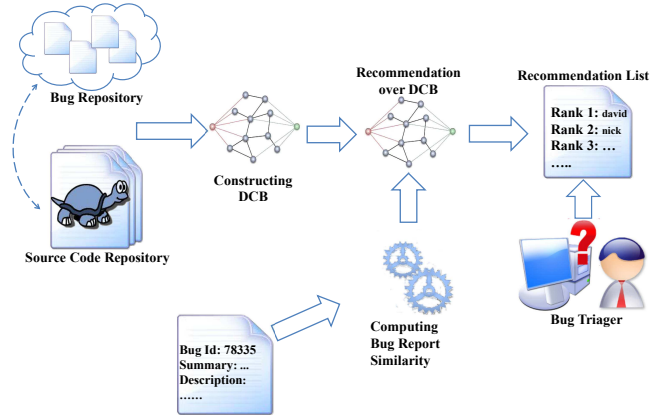 Bug Repository
Source Code Repository
Constructing
DCB
Recommendation
over DCB
Recommendation List
Rank 1: david
Rank 2: nick
Rank 3: ...
.....
?
Bug Triager
Computing
Bug Report
Similarity
Bug Id: 78335
Summary: ...
Description:
......